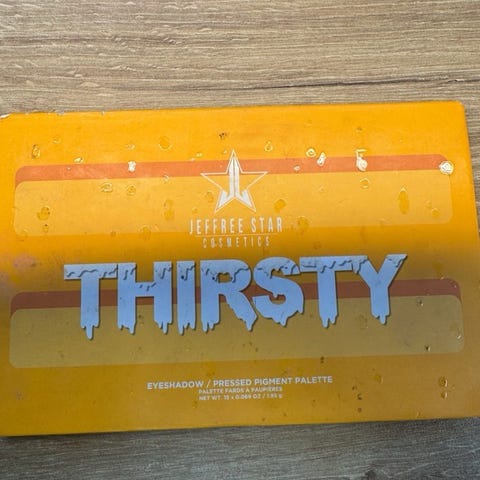 JEFFREE STAR
COSMETICS
THIRSTY
EYESHADOW / PRESSED PIGMENT PALETTE
PALETTE FARDS À PAUPIÈRES
NET WT. 15 x 0.069 OZ / 1.95 g